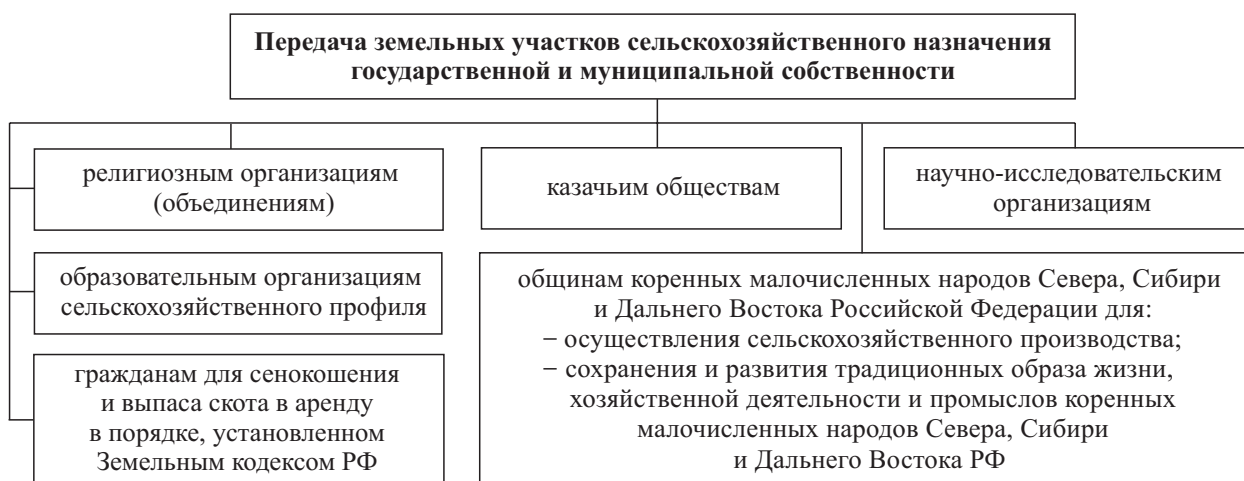 Передача земельных участков сельскохозяйственного назначения
государственной и муниципальной собственности
религиозным организациям
(объединениям)
казачьим обществам
научно-исследовательским
организациям
образовательным организациям
сельскохозяйственного профиля
общинам коренных малочисленных народов Севера, Сибири
и Дальнего Востока Российской Федерации для:
− осуществления сельскохозяйственного производства;
− сохранения и развития традиционных образа жизни,
хозяйственной деятельности и промыслов коренных
малочисленных народов Севера, Сибири
и Дальнего Востока РФ
гражданам для сенокошения
и выпаса скота в аренду
в порядке, установленном
Земельным кодексом РФ